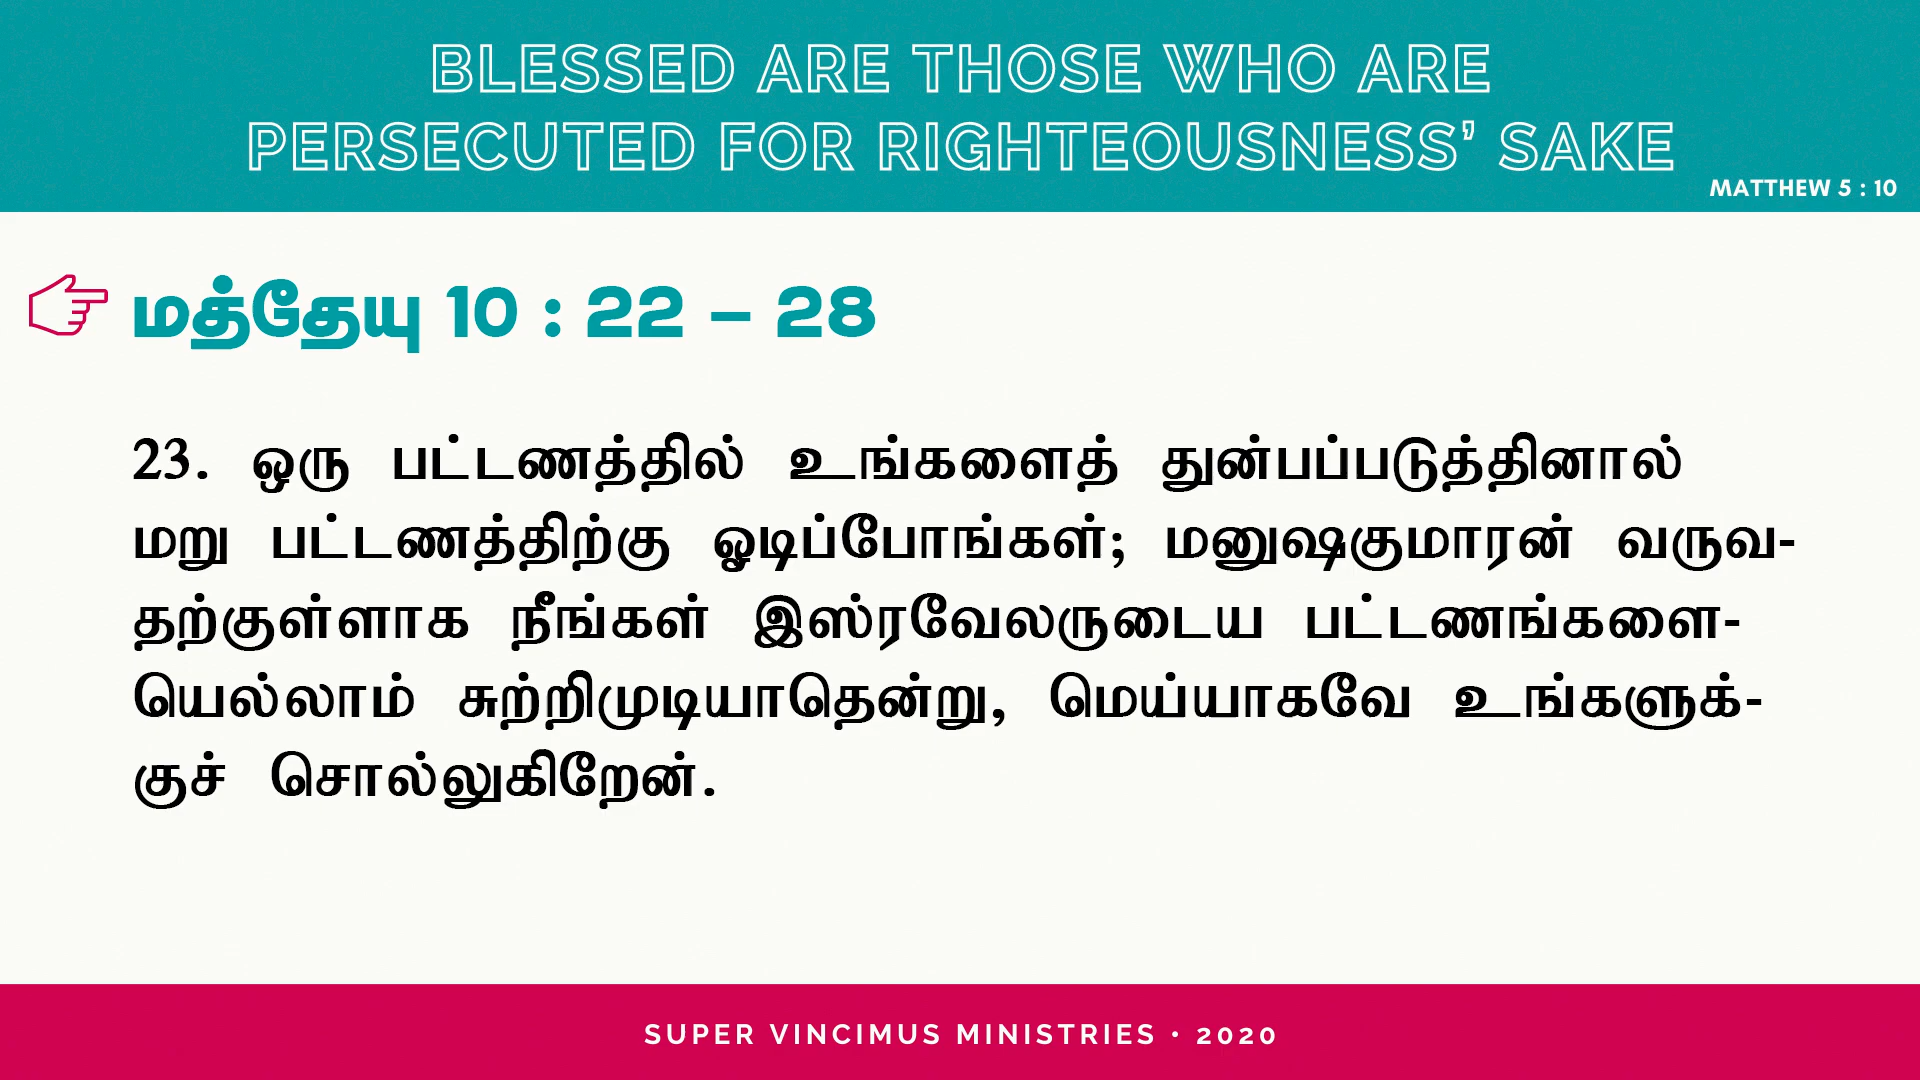 BLESSED ARE THOSE WHO ARE
PERSECUTED FOR RIGHTEOUSNESS’ SAKE
MATTHEW 5 : 10
மத்தேயு 10 : 22 – 28
23. ஒரு பட்டணத்தில் உங்களைத் துன்பப்படுத்தினால்
மறு பட்டணத்திற்கு ஓடிப்போங்கள்; மனுஷகுமாரன் வருவ-
தற்குள்ளாக நீங்கள் இஸ்ரவேலருடைய பட்டணங்களை-
யெல்லாம் சுற்றிமுடியாதென்று, மெய்யாகவே உங்களுக்-
குச் சொல்லுகிறேன்.
SUPER VINCIMUS MINISTRIES • 2020